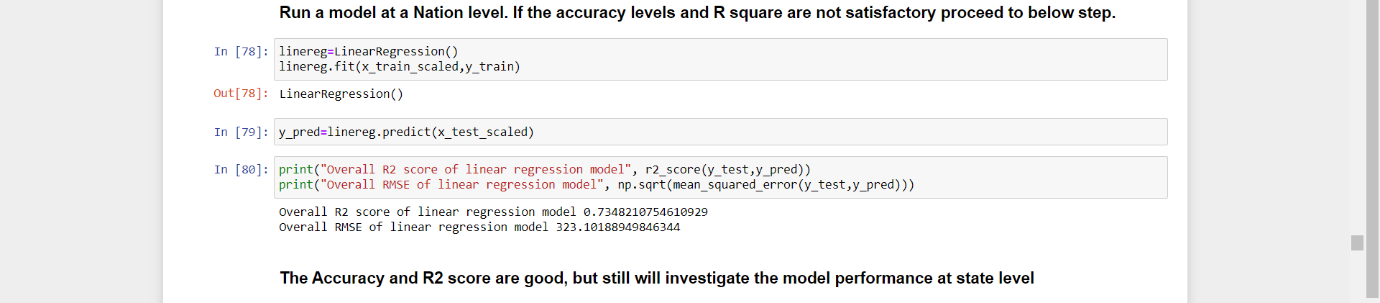 Run a model at a Nation level. If the accuracy levels and R square are not satisfactory proceed to below step.
In [78]: linereg=LinearRegression()
linereg.fit(x_train_scaled,y_train)
Out[78]: LinearRegression()
In [79]: y_pred=linereg.predict(x_test_scaled)
In [80]: print("Overall R2 score of linear regression model", r2_score(y_test,y_pred))
print("Overall RMSE of linear regression model", np.sqrt(mean_squared_error(y_test,y_pred)))
Overall R2 score of linear regression model 0.7348210754610929
Overall RMSE of linear regression model 323.10188949846344
The Accuracy and R2 score are good, but still will investigate the model performance at state level